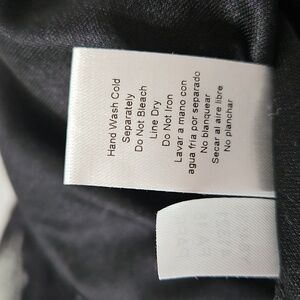 Hand Wash Cold
Separately
Do Not Bleach
Line Dry
Do Not Iron
Lavar a mano con
agua fría por separado
No blanquear
Secar al aire libre
No planchar